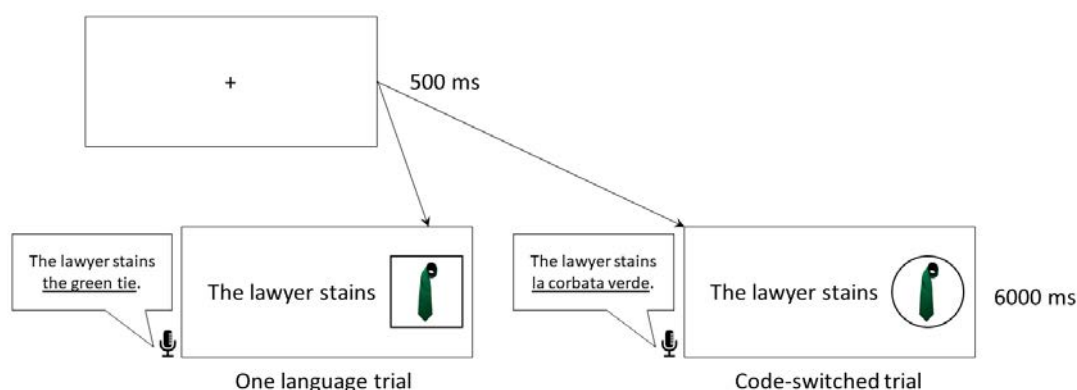 +
500 ms
The lawyer stains
the green tie.
The lawyer stains
One language trial
The lawyer stains
la corbata verde.
The lawyer stains
6000 ms
Code-switched trial